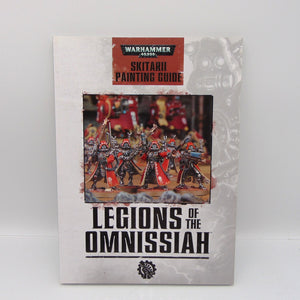 WARHAMMER
40,000
SKITARII
PAINTING GUIDE
LEGIONS OF THE
OMNISSIAH